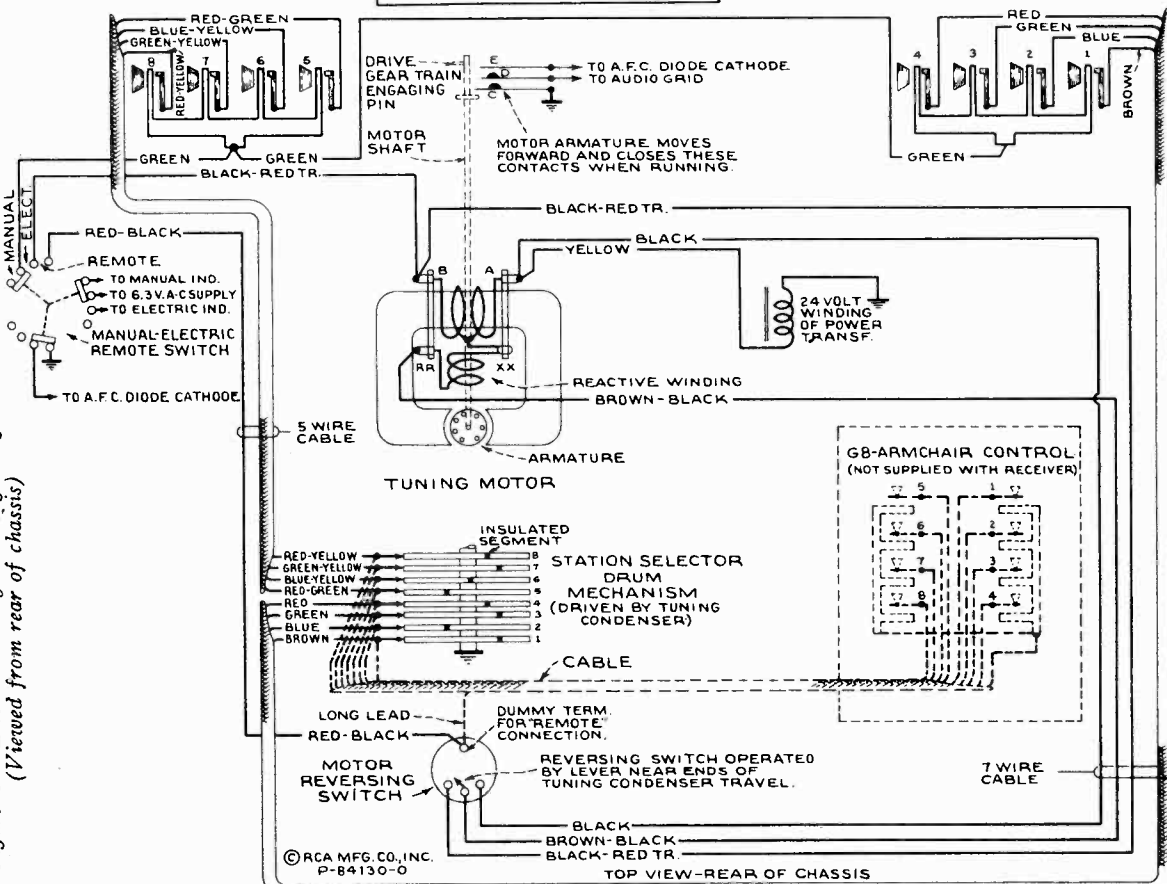 RED-GREEN
BLUE-YELLOW
GREEN-YELLOW
RED-YELLOW
8 7 6 5
DRIVE
GEAR TRAIN
ENGAGING
PIN
E
D
C
TO A.F.C. DIODE CATHODE
TO AUDIO GRID
RED
GREEN
BLUE
BROWN
4 3 2 1
MOTOR
SHAFT
MOTOR ARMATURE MOVES
FORWARD AND CLOSES THESE
CONTACTS WHEN RUNNING.
GREEN
GREEN
GREEN
BLACK-RED TR.
MANUAL
ELECT.
RED-BLACK
REMOTE
TO MANUAL IND.
TO 6.3 V. A-C SUPPLY
TO ELECTRIC IND.
MANUAL-ELECTRIC
REMOTE SWITCH
TO A.F.C. DIODE CATHODE
BLACK-RED TR.
BLACK
YELLOW
B A
24 VOLT
WINDING
OF POWER
TRANSF.
RR XX
REACTIVE WINDING
BROWN-BLACK
5 WIRE
CABLE
ARMATURE
TUNING MOTOR
G8-ARMCHAIR CONTROL
(NOT SUPPLIED WITH RECEIVER)
5 1
6 2
7 3
8 4
(Viewed from rear of chassis)
INSULATED
SEGMENT
RED-YELLOW 8
GREEN-YELLOW 7
BLUE-YELLOW 6
RED-GREEN 5
RED 4
GREEN 3
BLUE 2
BROWN 1
STATION SELECTOR
DRUM
MECHANISM
(DRIVEN BY TUNING
CONDENSER)
CABLE
LONG LEAD
DUMMY TERM.
FOR "REMOTE"
CONNECTION.
RED-BLACK
MOTOR
REVERSING
SWITCH
REVERSING SWITCH OPERATED
BY LEVER NEAR ENDS OF
TUNING CONDENSER TRAVEL.
7 WIRE
CABLE
BLACK
BROWN-BLACK
BLACK-RED TR.
© RCA MFG. CO., INC.
P-84130-0
TOP VIEW-REAR OF CHASSIS